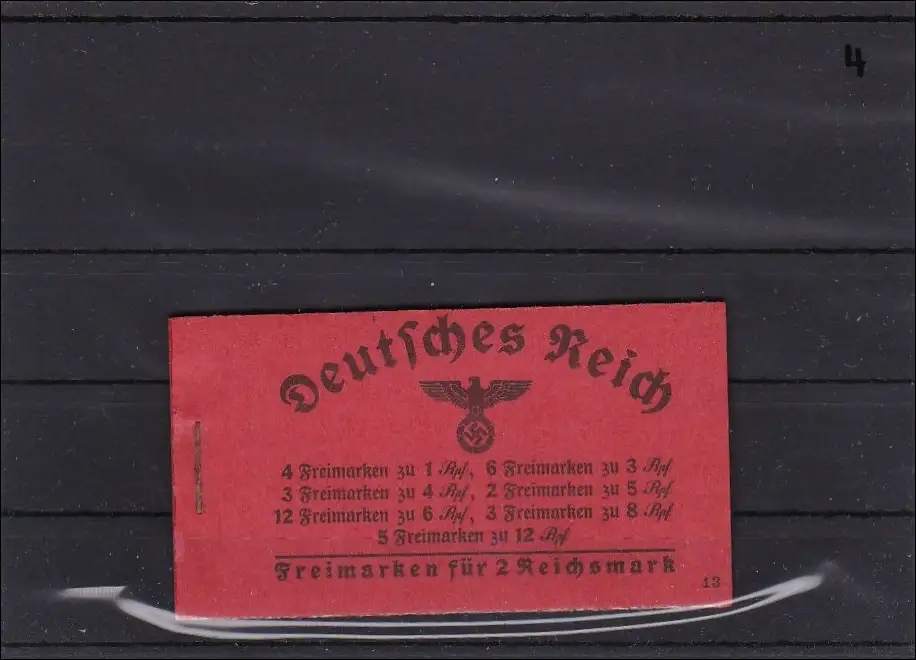 4
Deutsches Reich
4 Freimarken zu 1 Rpf, 6 Freimarken zu 3 Rpf
3 Freimarken zu 4 Rpf, 2 Freimarken zu 5 Rpf
12 Freimarken zu 6 Rpf, 3 Freimarken zu 8 Rpf
5 Freimarken zu 12 Rpf
Freimarken für 2 Reichsmark
13